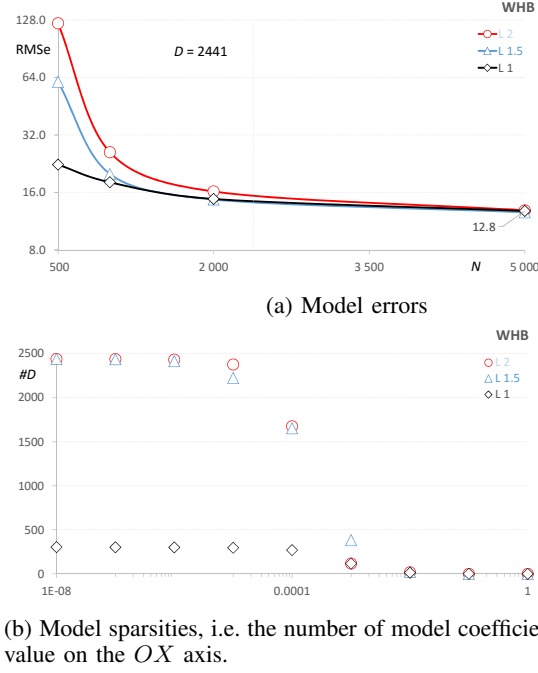 WHB
128.0
RMSe
D = 2441
L 2
L 1.5
L 1
64.0
32.0
16.0
12.8
8.0
500
2 000
3 500
N
5 000
(a) Model errors
WHB
2500
#D
L 2
L 1.5
L 1
2000
1500
1000
500
0
1E-08
0.0001
1
(b) Model sparsities, i.e. the number of model coefficie
value on the OX axis.